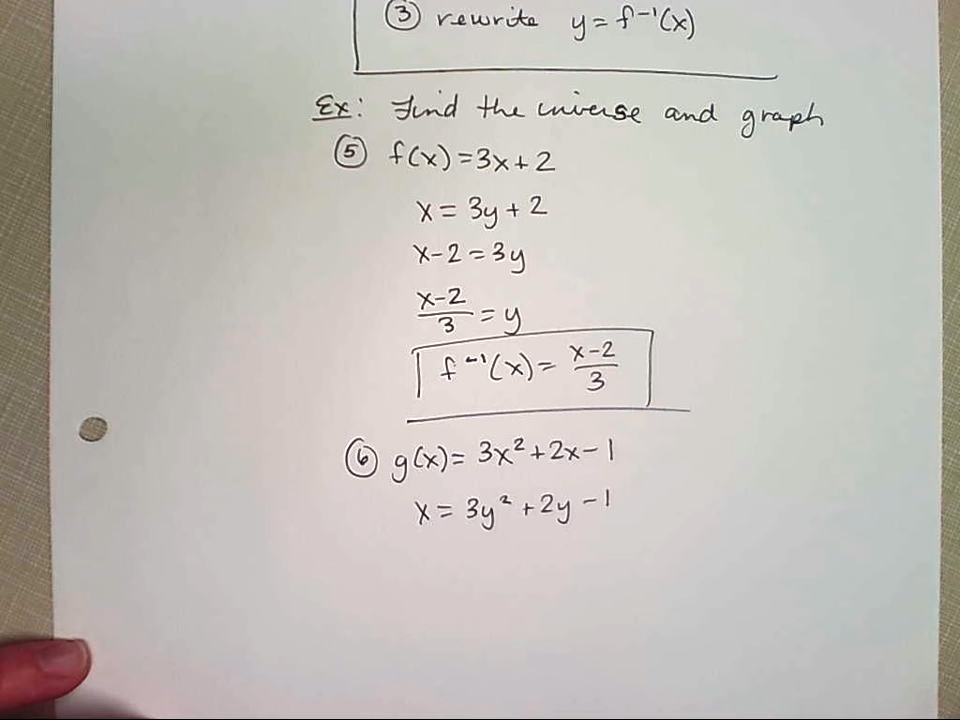 ③ rewrite y = f⁻¹(x)
Ex: Find the inverse and graph
⑤ f(x) = 3x + 2
x = 3y + 2
x - 2 = 3y
x-2/3 = y
f⁻¹(x) = x-2/3
⑥ g(x) = 3x² + 2x - 1
x = 3y² + 2y - 1